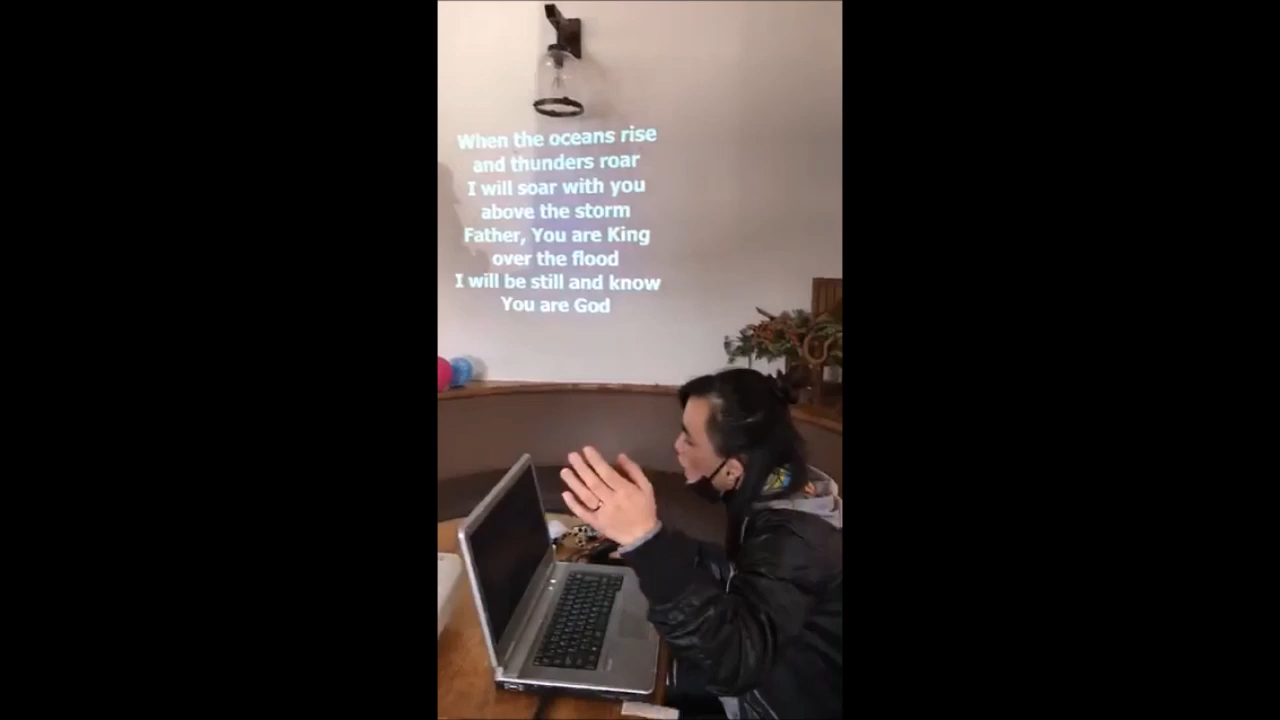 When the oceans rise
and thunders roar
I will soar with you
above the storm
Father, You are King
over the flood
I will be still and know
You are God